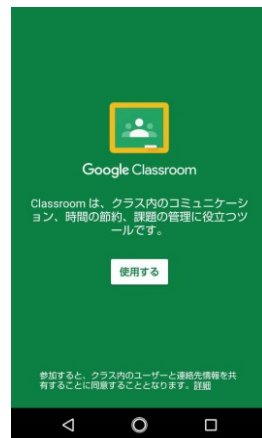 Google Classroom
Classroom は、クラス内のコミュニケーシ
ョン、時間の節約、課題の管理に役立つツ
ールです。
使用する
参加すると、クラス内のユーザーと連絡先情報を共
有することに同意することとなります。詳細